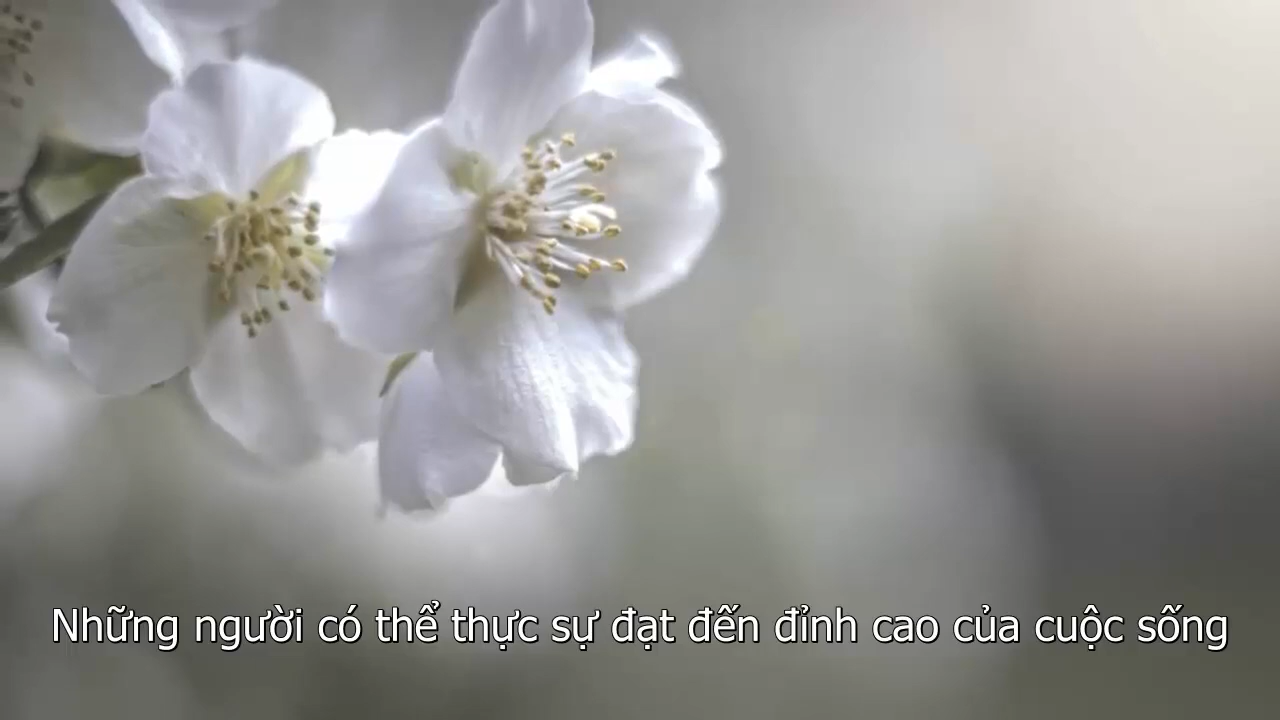 Những người có thể thực sự đạt đến đỉnh cao của cuộc sống